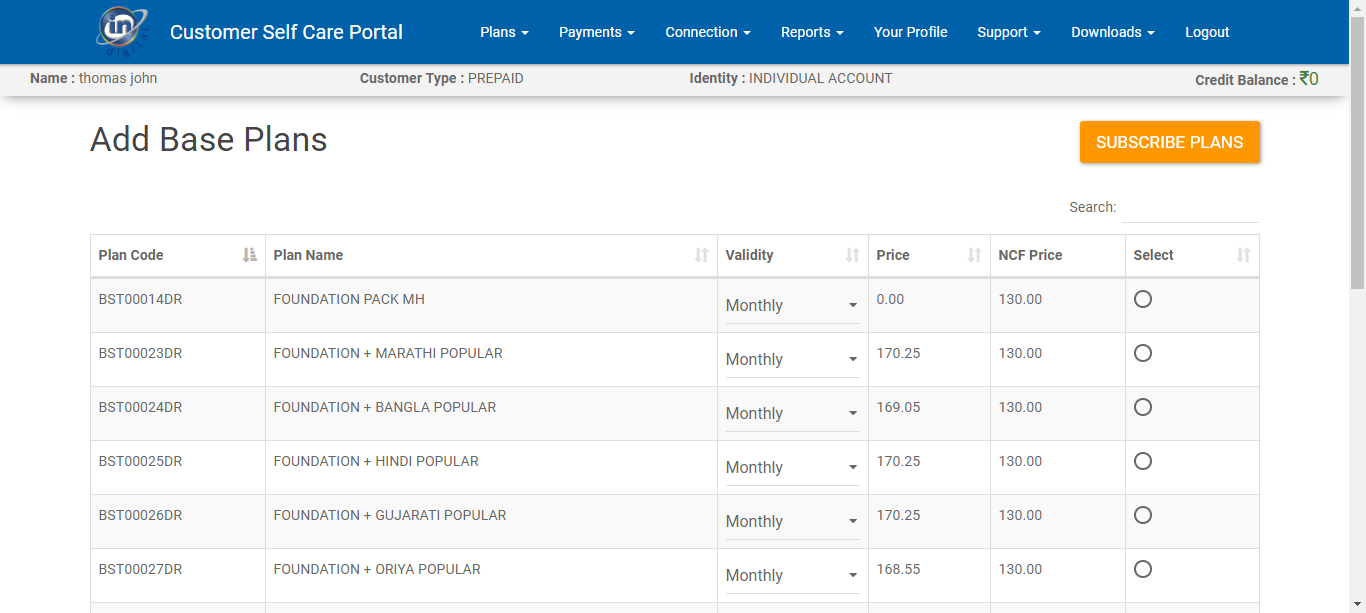 in
digital
Customer Self Care Portal Plans Payments Connection Reports Your Profile Support Downloads Logout
Name : thomas john Customer Type : PREPAID Identity : INDIVIDUAL ACCOUNT Credit Balance : ₹0
Add Base Plans SUBSCRIBE PLANS
Search:
Plan Code Plan Name Validity Price NCF Price Select
BST00014DR FOUNDATION PACK MH Monthly 0.00 130.00
BST00023DR FOUNDATION + MARATHI POPULAR Monthly 170.25 130.00
BST00024DR FOUNDATION + BANGLA POPULAR Monthly 169.05 130.00
BST00025DR FOUNDATION + HINDI POPULAR Monthly 170.25 130.00
BST00026DR FOUNDATION + GUJARATI POPULAR Monthly 170.25 130.00
BST00027DR FOUNDATION + ORIYA POPULAR Monthly 168.55 130.00